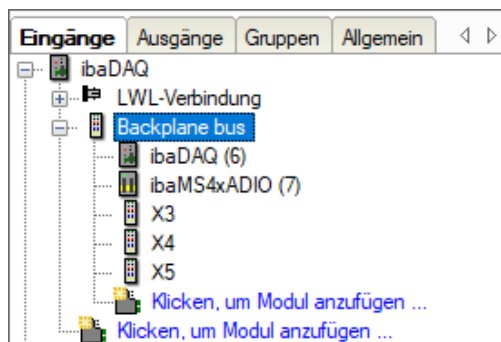 Eingänge Ausgänge Gruppen Allgemein
ibaDAQ
LWL-Verbindung
Backplane bus
ibaDAQ (6)
ibaMS4xADIO (7)
X3
X4
X5
Klicken, um Modul anzufügen ...
Klicken, um Modul anzufügen ...